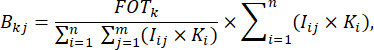 B_{kj} = \frac{FOT_k}{\sum_{i=1}^{n} \sum_{j=1}^{m} (I_{ij} \times K_i)} \times \sum_{i=1}^{n} (I_{ij} \times K_i),